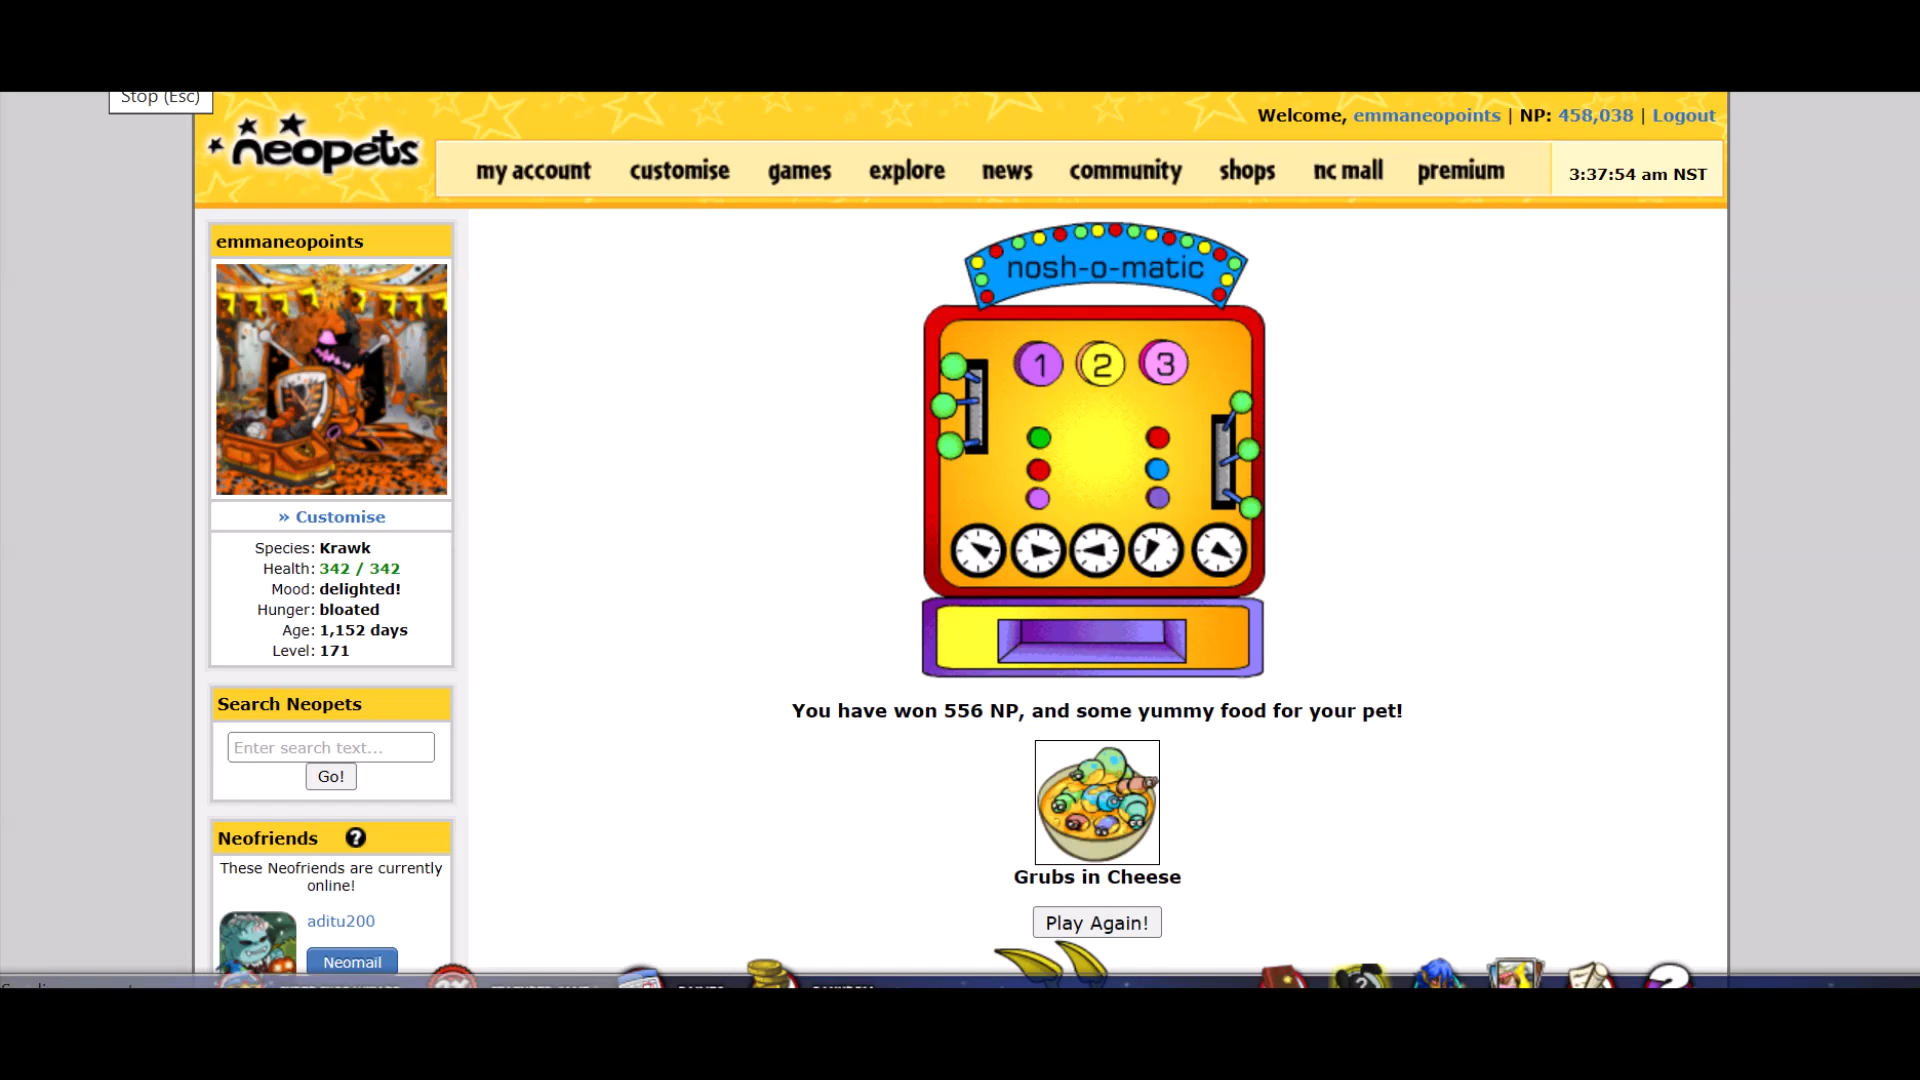 Stop (Esc)
neopets
Welcome, emmaneopoints | NP: 458,038 | Logout
my account customise games explore news community shops nc mall premium
3:37:54 am NST
emmaneopoints
» Customise
Species: Krawk
Health: 342 / 342
Mood: delighted!
Hunger: bloated
Age: 1,152 days
Level: 171
Search Neopets
Enter search text...
Go!
Neofriends ?
These Neofriends are currently
online!
aditu200
Neomail
nosh-o-matic
1 2 3
You have won 556 NP, and some yummy food for your pet!
Grubs in Cheese
Play Again!